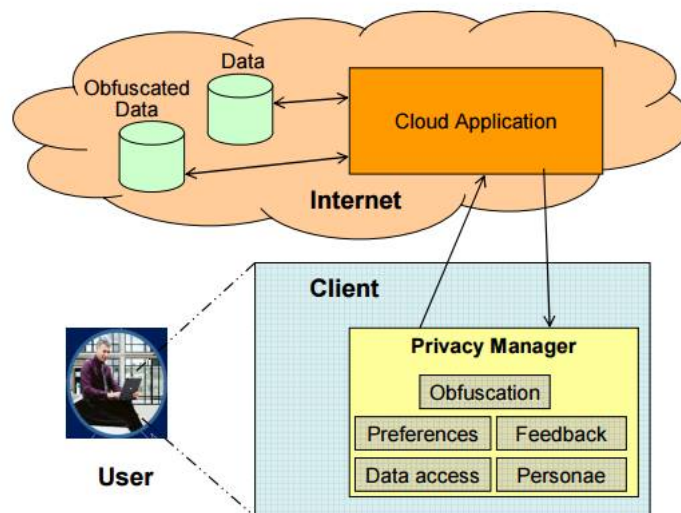 Data
Obfuscated
Data
Cloud Application
Internet
Client
Privacy Manager
Obfuscation
Preferences
Feedback
Data access
Personae
User